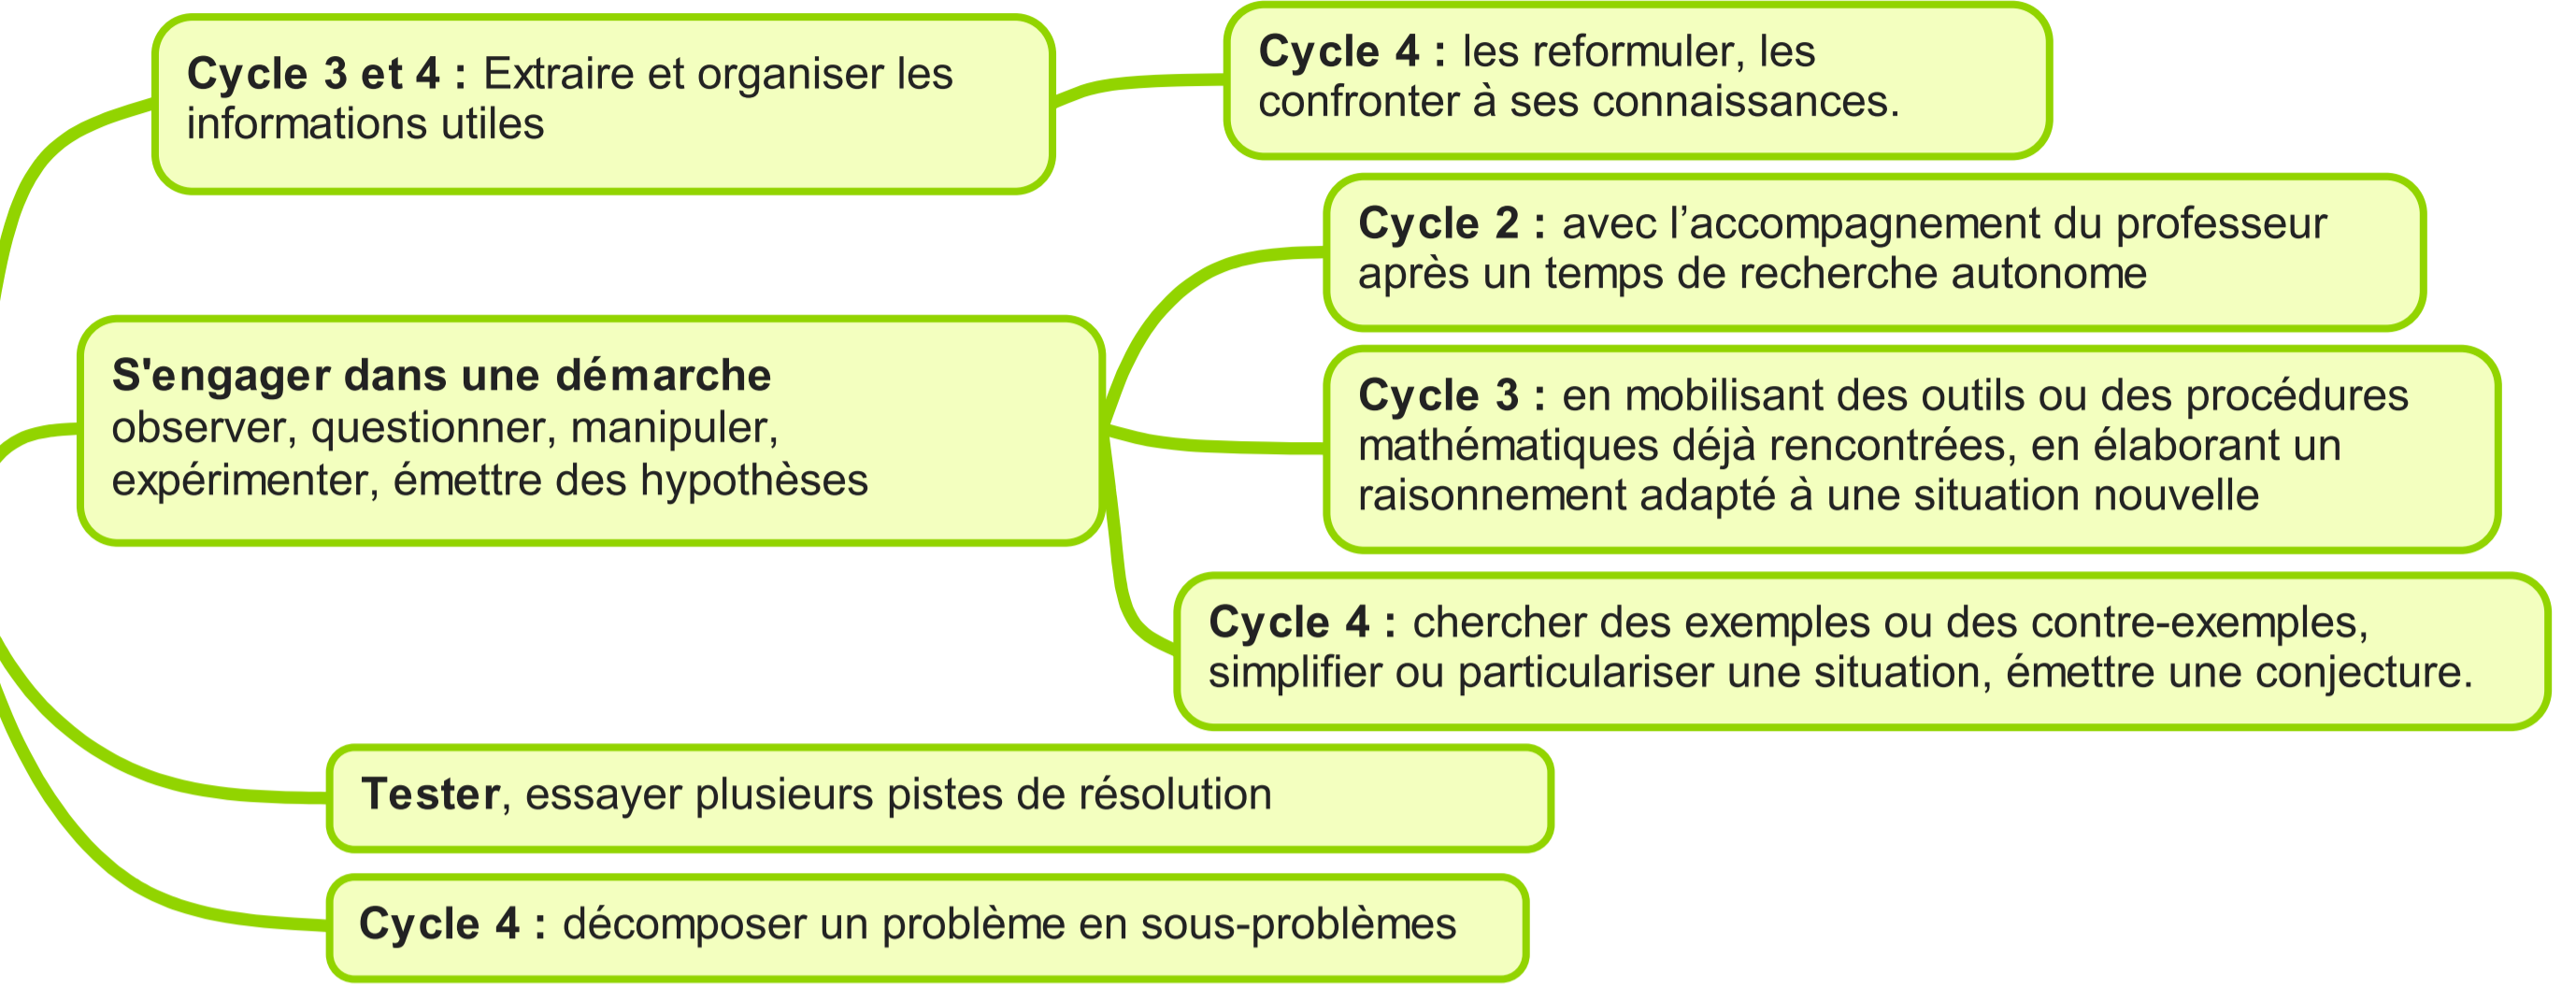 Cycle 3 et 4 : Extraire et organiser les
informations utiles
Cycle 4 : les reformuler, les
confronter à ses connaissances.
S'engager dans une démarche
observer, questionner, manipuler,
expérimenter, émettre des hypothèses
Cycle 2 : avec l’accompagnement du professeur
après un temps de recherche autonome
Cycle 3 : en mobilisant des outils ou des procédures
mathématiques déjà rencontrées, en élaborant un
raisonnement adapté à une situation nouvelle
Cycle 4 : chercher des exemples ou des contre-exemples,
simplifier ou particulariser une situation, émettre une conjecture.
Tester, essayer plusieurs pistes de résolution
Cycle 4 : décomposer un problème en sous-problèmes